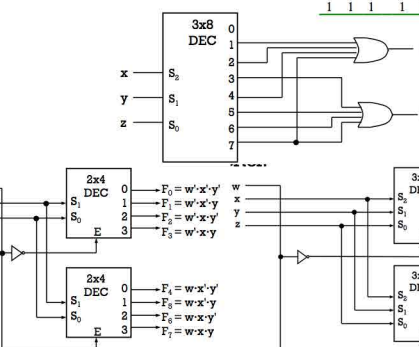 1 1 1 1
3x8
DEC
0
1
2
3
4
5
6
7
x
S2
y
S1
z
S0
2x4
DEC
S1
S0
E
0
1
2
3
F0 = w'·x'·y'
F1 = w'·x'·y
F2 = w'·x·y'
F3 = w'·x·y
2x4
DEC
S1
S0
E
0
1
2
3
F4 = w·x'·y'
F5 = w·x'·y
F6 = w·x·y'
F7 = w·x·y
w
x
y
z
DE
S2
S1
S0
DE
S2
S1
S0